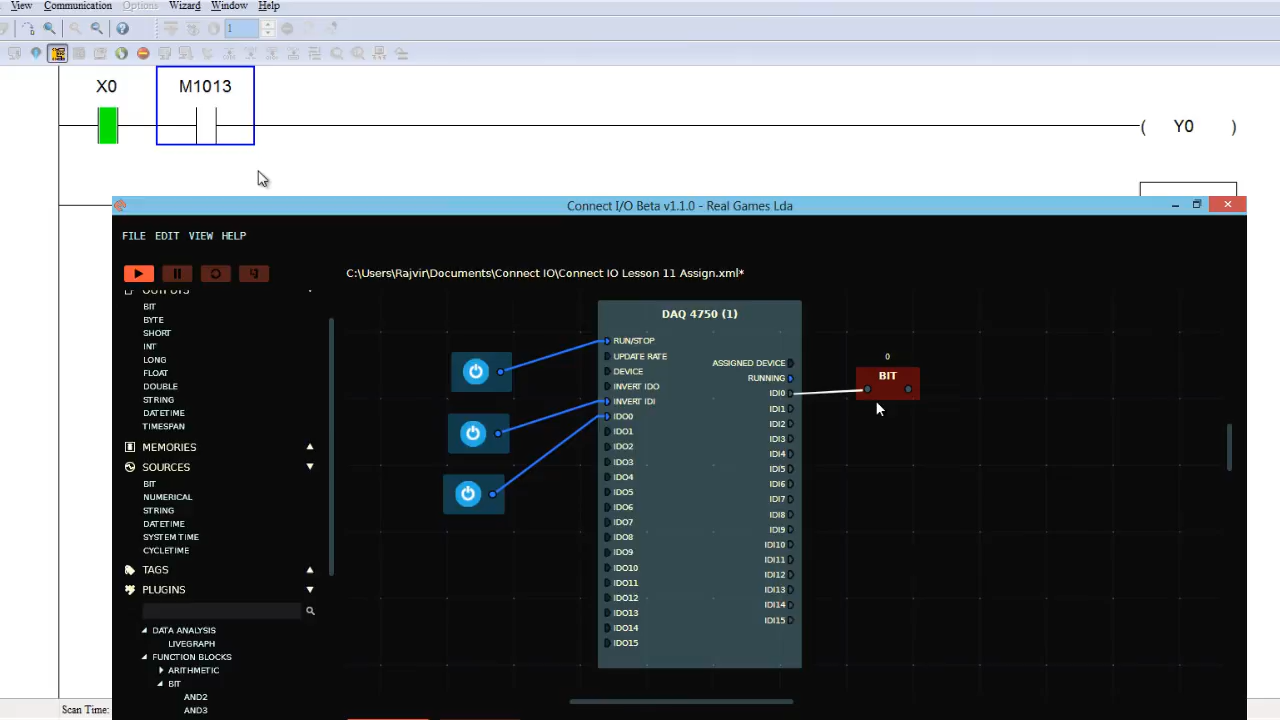 View Communication Options Wizard Window Help
1
X0 M1013
( Y0 )
Connect I/O Beta v1.1.0 - Real Games Lda
FILE EDIT VIEW HELP
C:\Users\Rajvir\Documents\Connect IO\Connect IO Lesson 11 Assign.xml*
OUTPUTS
BIT
BYTE
SHORT
INT
LONG
FLOAT
DOUBLE
STRING
DATETIME
TIMESPAN
MEMORIES
SOURCES
BIT
NUMERICAL
STRING
DATETIME
SYSTEM TIME
CYCLETIME
TAGS
PLUGINS
DATA ANALYSIS
LIVEGRAPH
FUNCTION BLOCKS
ARITHMETIC
BIT
AND2
AND3
DAQ 4750 (1)
RUN/STOP
UPDATE RATE
DEVICE
INVERT IDO
INVERT IDI
IDO0
IDO1
IDO2
IDO3
IDO4
IDO5
IDO6
IDO7
IDO8
IDO9
IDO10
IDO11
IDO12
IDO13
IDO14
IDO15
ASSIGNED DEVICE
RUNNING
IDI0
IDI1
IDI2
IDI3
IDI4
IDI5
IDI6
IDI7
IDI8
IDI9
IDI10
IDI11
IDI12
IDI13
IDI14
IDI15
0
BIT
Scan Time: